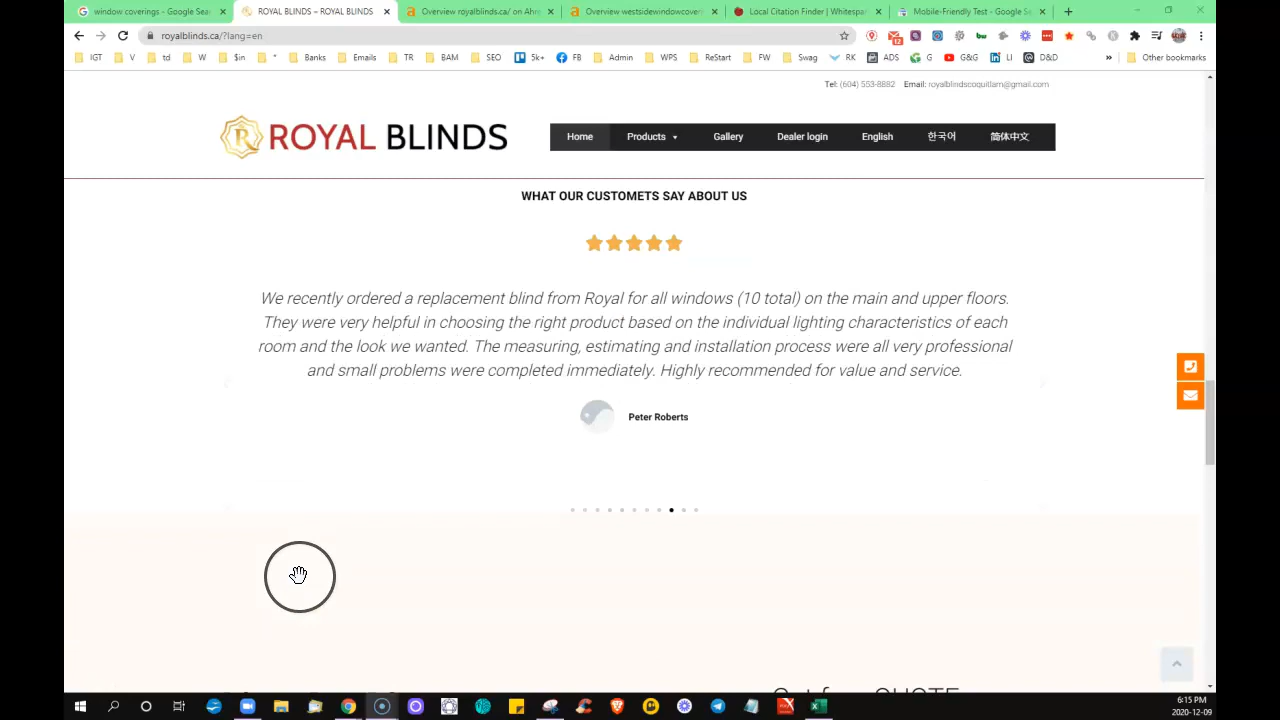 window coverings - Google Sea
ROYAL BLINDS – ROYAL BLINDS
Overview royalblinds.ca/ on Ahre
Overview westsidewindowcoveri
Local Citation Finder | Whitespar
Mobile-Friendly Test - Google Se
royalblinds.ca/?lang=en
12
IGT V td W $in * Banks Emails TR BAM SEO 5k+ FB Admin WPS ReStart FW Swag RK ADS G G&G LI D&D » Other bookmarks
Tel: (604) 553-8882 Email: royalblindscoquitlam@gmail.com
R ROYAL BLINDS
Home Products Gallery Dealer login English 한국어 简体中文
WHAT OUR CUSTOMETS SAY ABOUT US
We recently ordered a replacement blind from Royal for all windows (10 total) on the main and upper floors.
They were very helpful in choosing the right product based on the individual lighting characteristics of each
room and the look we wanted. The measuring, estimating and installation process were all very professional
and small problems were completed immediately. Highly recommended for value and service.
Peter Roberts
QUOTE
6:15 PM
2020-12-09